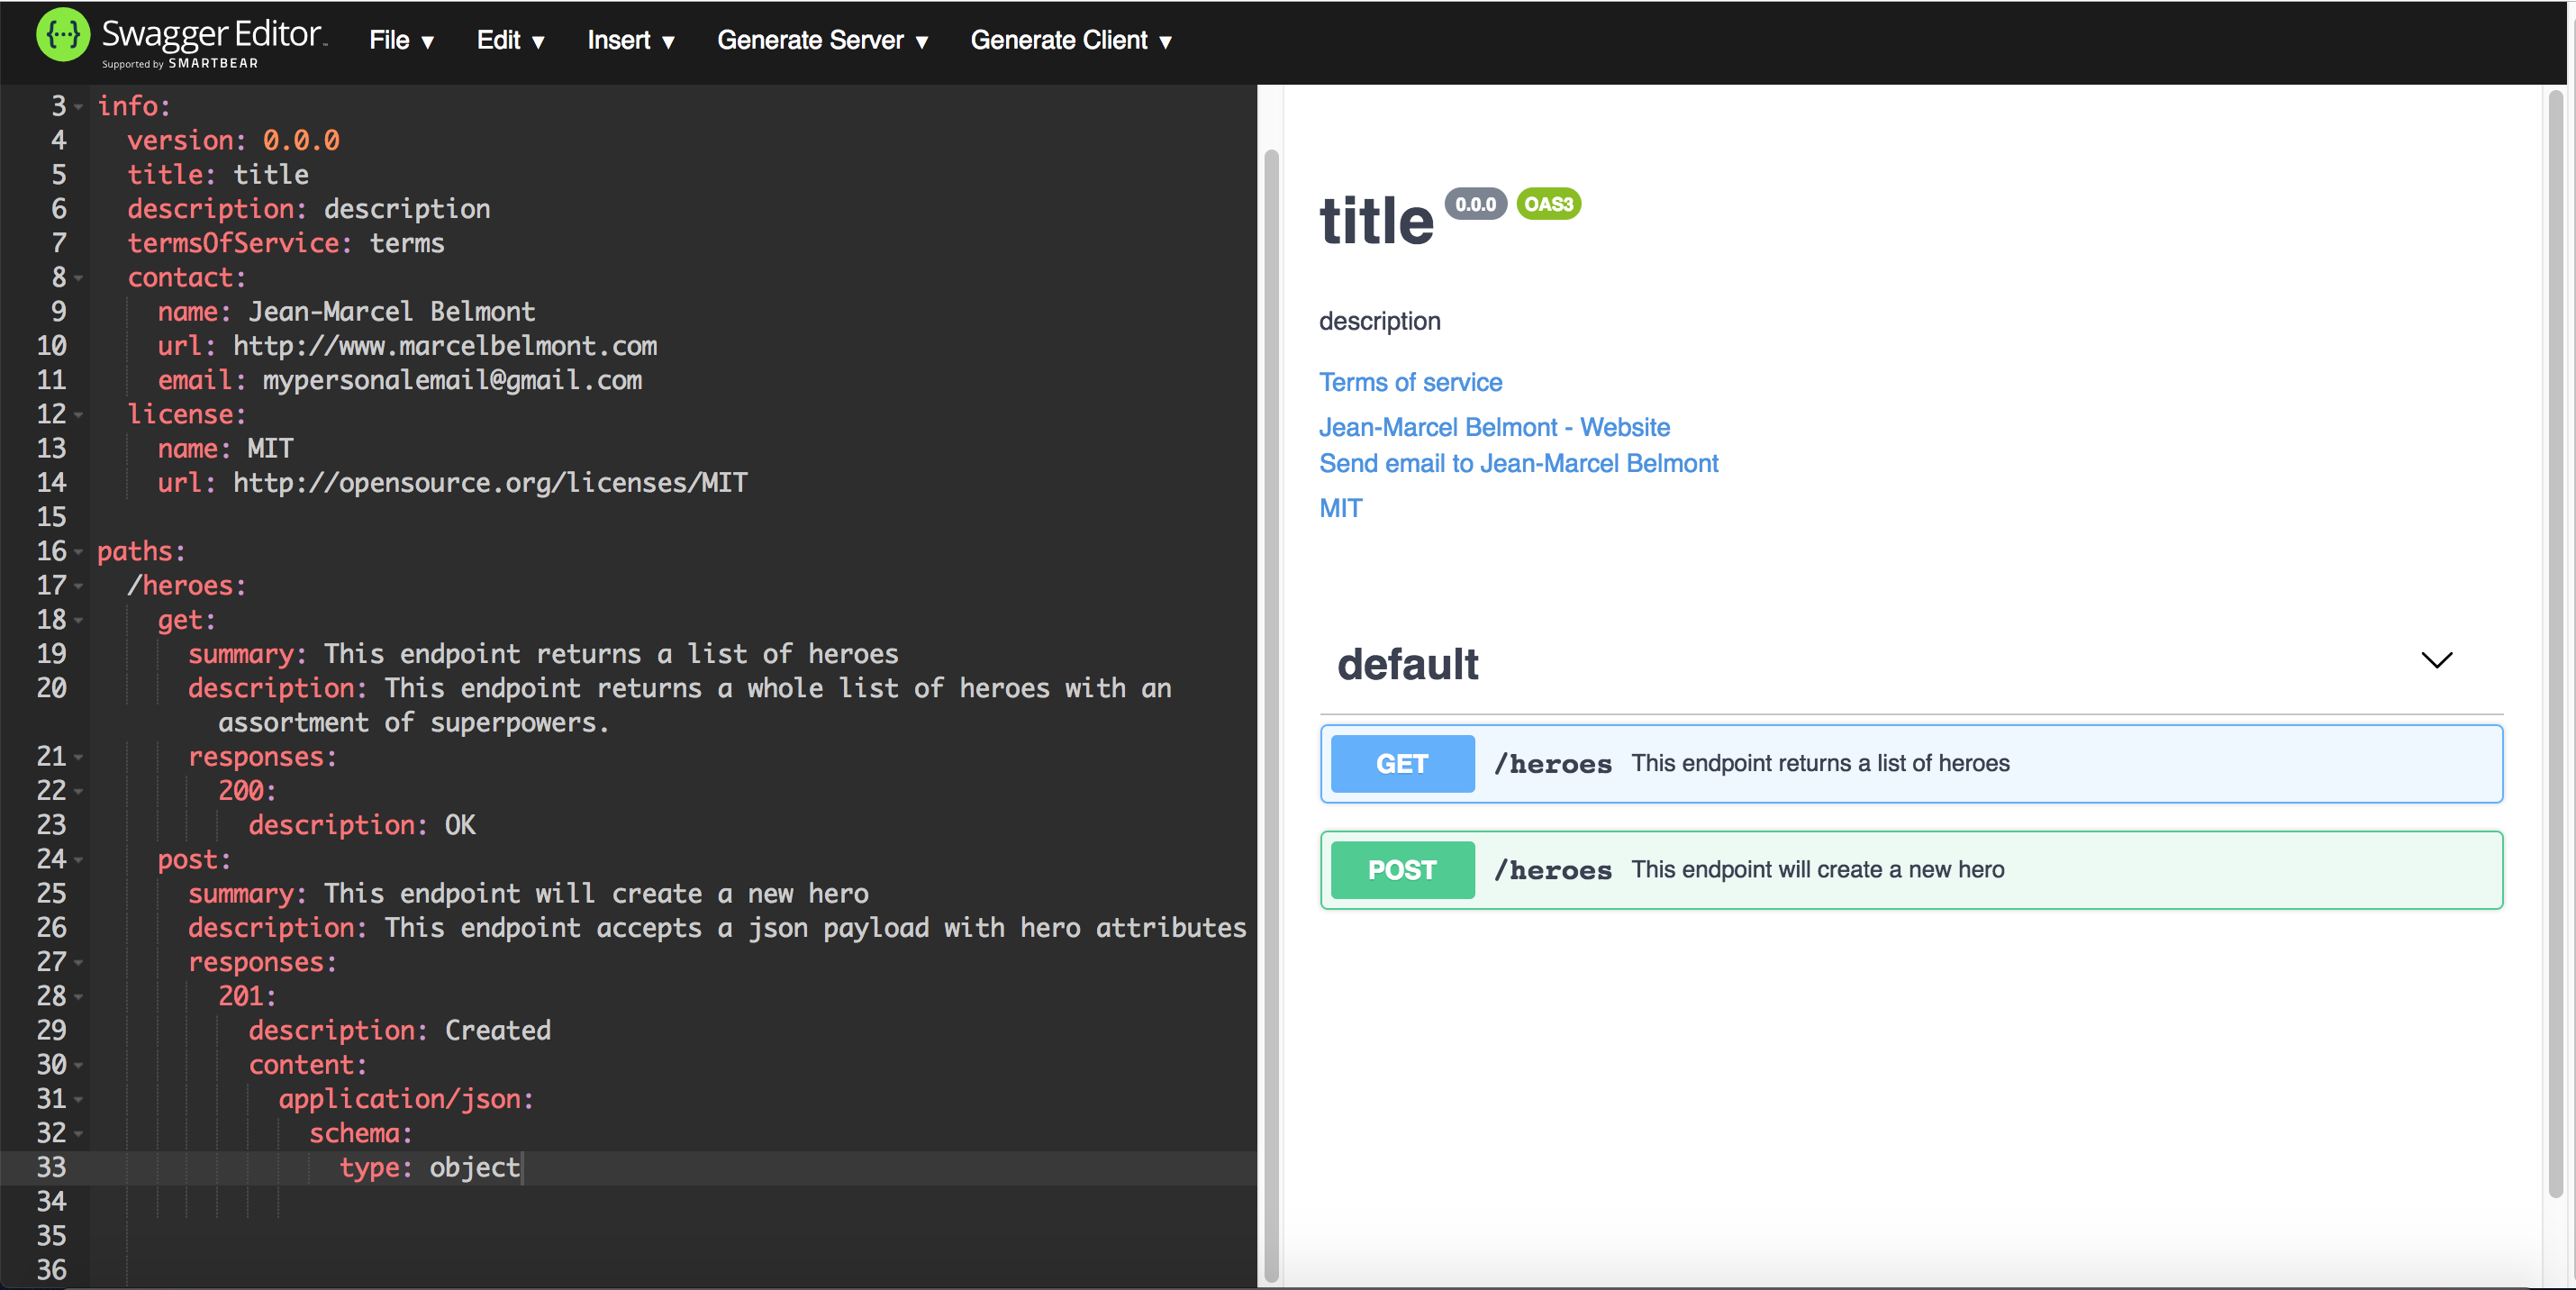 Swagger Editor™
Supported by SMARTBEAR
File ▼ Edit ▼ Insert ▼ Generate Server ▼ Generate Client ▼
3 info:
4   version: 0.0.0
5   title: title
6   description: description
7   termsOfService: terms
8   contact:
9     name: Jean-Marcel Belmont
10     url: http://www.marcelbelmont.com
11     email: mypersonalemail@gmail.com
12   license:
13     name: MIT
14     url: http://opensource.org/licenses/MIT
15
16 paths:
17   /heroes:
18     get:
19       summary: This endpoint returns a list of heroes
20       description: This endpoint returns a whole list of heroes with an
assortment of superpowers.
21       responses:
22         200:
23           description: OK
24     post:
25       summary: This endpoint will create a new hero
26       description: This endpoint accepts a json payload with hero attributes
27       responses:
28         201:
29           description: Created
30           content:
31             application/json:
32               schema:
33                 type: object
34
35
36
title 0.0.0 OAS3
description
Terms of service
Jean-Marcel Belmont - Website
Send email to Jean-Marcel Belmont
MIT
default
GET /heroes This endpoint returns a list of heroes
POST /heroes This endpoint will create a new hero